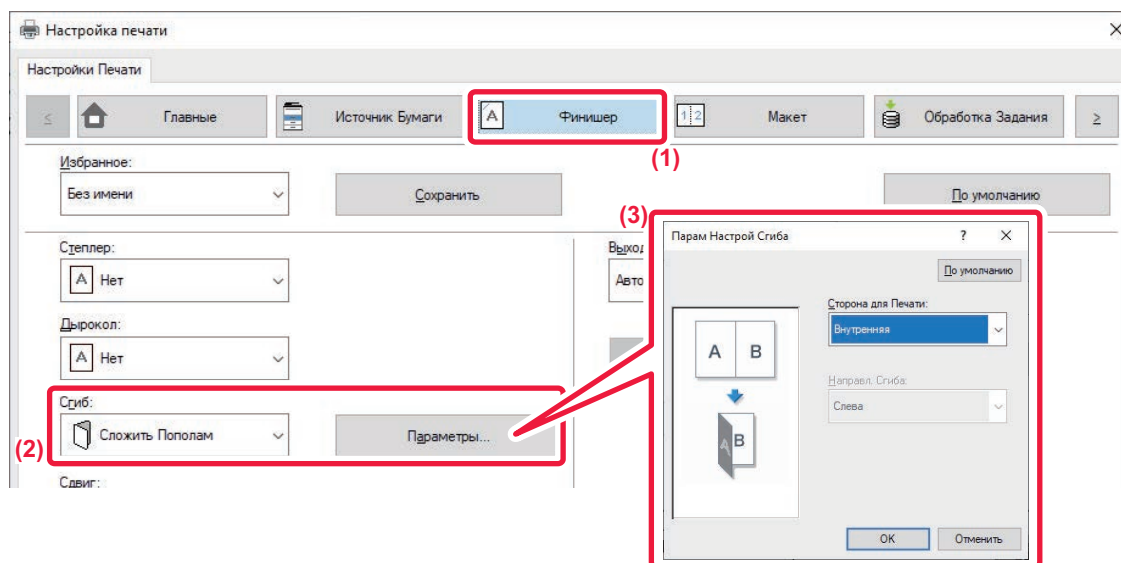 Настройка печати
Настройки Печати
≤ Главные Источник Бумаги A Финишер 1 2 Макет Обработка Задания ≥
(1)
Избранное:
Без имени Сохранить По умолчанию
(3)
Парам Настрой Сгиба ? ×
По умолчанию
Сторона для Печати:
Внутренняя
A B
Направл. Сгиба:
Слева
A B
OK Отменить
Степлер:
A Нет
Авто
Дырокол:
A Нет
Сгиб:
(2)
Сложить Пополам Параметры...
Сдвиг: